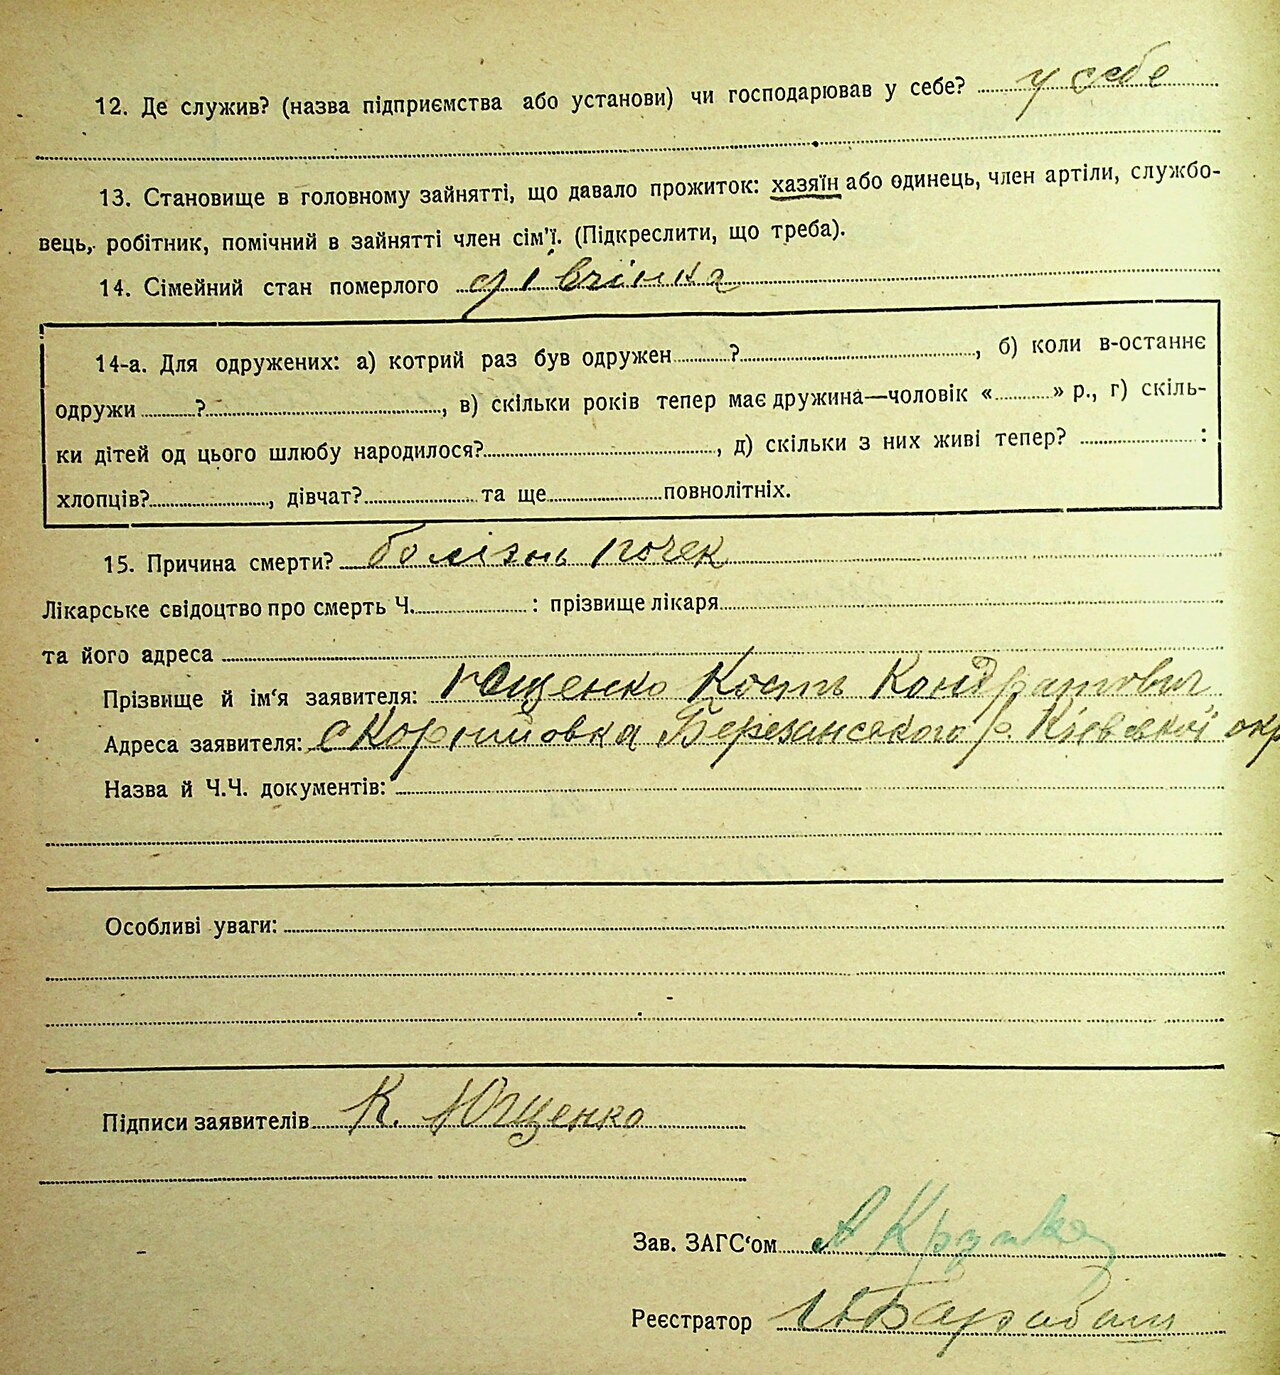 12. Де служив? (назва підприємства або установи) чи господарював у себе? у себе
13. Становище в головному зайнятті, що давало прожиток: хазяїн або одинець, член артіли, службо-
вець, робітник, помічний в зайнятті член сім'ї. (Підкреслити, що треба).
14. Сімейний стан померлого дівчінка
14-а. Для одружених: а) котрий раз був одружен ? , б) коли в-останнє
одружи ? , в) скільки років тепер має дружина—чоловік « » р., г) скіль-
ки дітей од цього шлюбу народилося? , д) скільки з них живі тепер? :
хлопців? , дівчат? та ще повнолітніх.
15. Причина смерти? болізнь почек
Лікарське свідоцтво про смерть Ч. : прізвище лікаря
та його адреса
Прізвище й ім'я заявителя: Ющенко Кость Кондратович
Адреса заявителя: с Корніївка Березанського р. Київської окр
Назва й Ч.Ч. документів:
Особливі уваги:
Підписи заявителів К. Ющенко
Зав. ЗАГС'ом А
Реєстратор